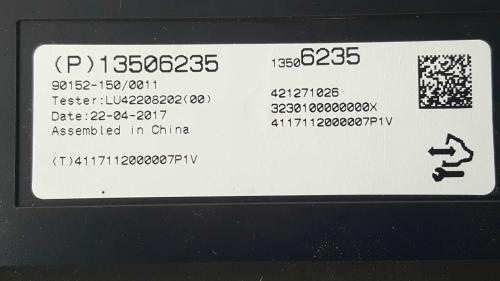 (P)13506235
90152-150/0011
Tester:LU42208202(00)
Date:22-04-2017
Assembled in China
(T)4117112000007P1V
13506235
421271026
3230100000000X
4117112000007P1V